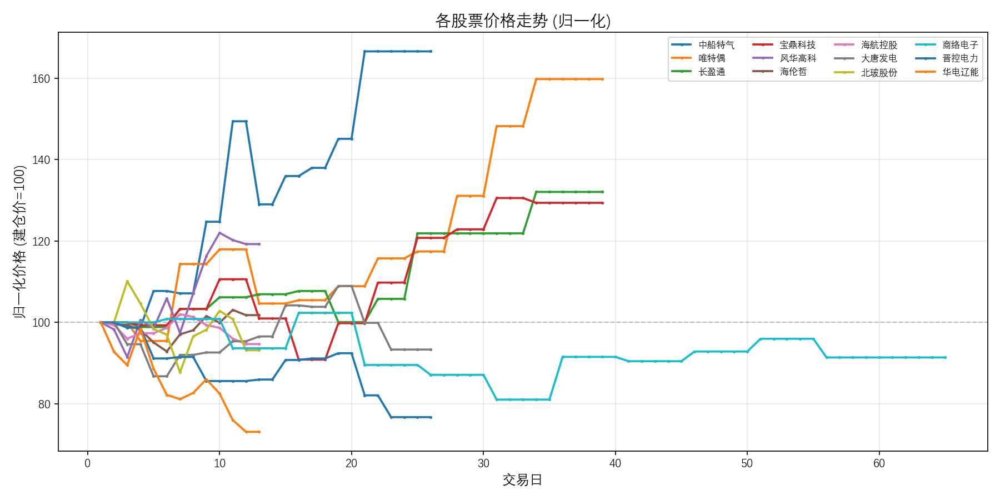 各股票价格走势 (归一化)
中船特气
唯特偶
长盈通
宝鼎科技
风华高科
海伦哲
海航控股
大唐发电
北玻股份
商络电子
晋控电力
华电辽能
归一化价格 (建仓价=100)
160
140
120
100
80
0 10 20 30 40 50 60
交易日